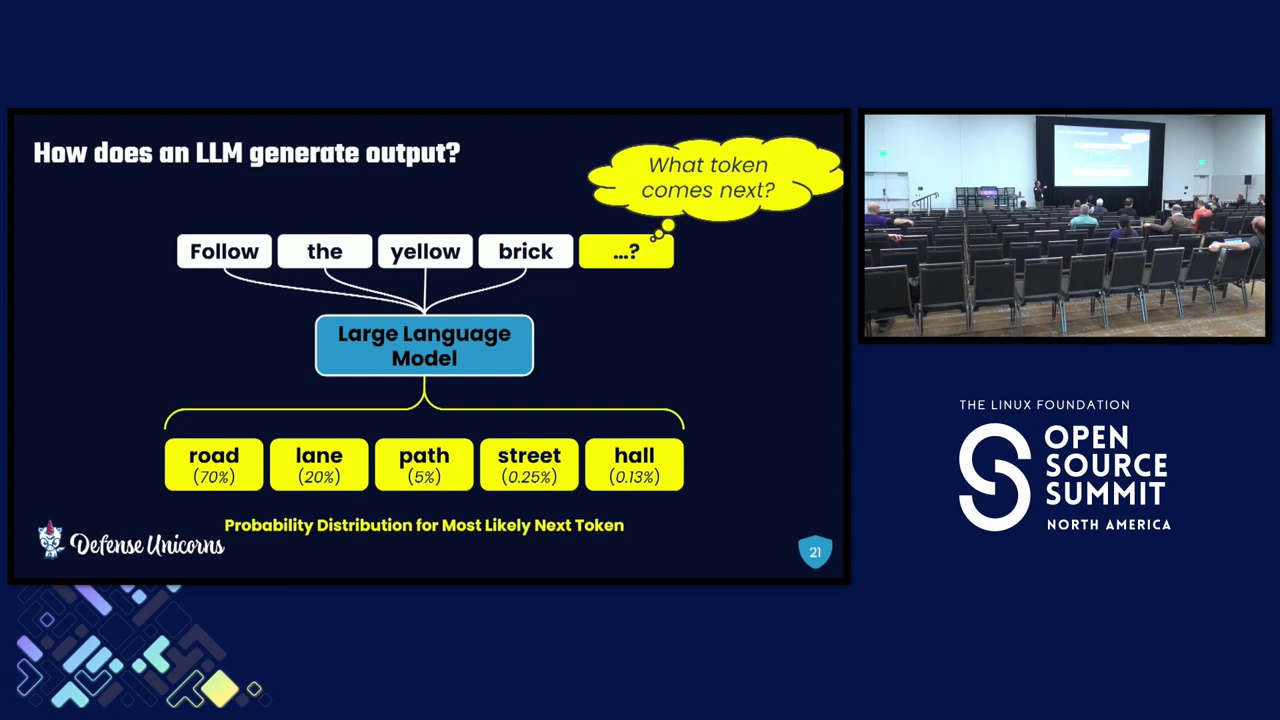 How does an LLM generate output?
What token
comes next?
Follow
the
yellow
brick
...?
Large Language
Model
road
(70%)
lane
(20%)
path
(5%)
street
(0.25%)
hall
(0.13%)
Probability Distribution for Most Likely Next Token
Defense Unicorns
21
THE LINUX FOUNDATION
OPEN
SOURCE
SUMMIT
NORTH AMERICA